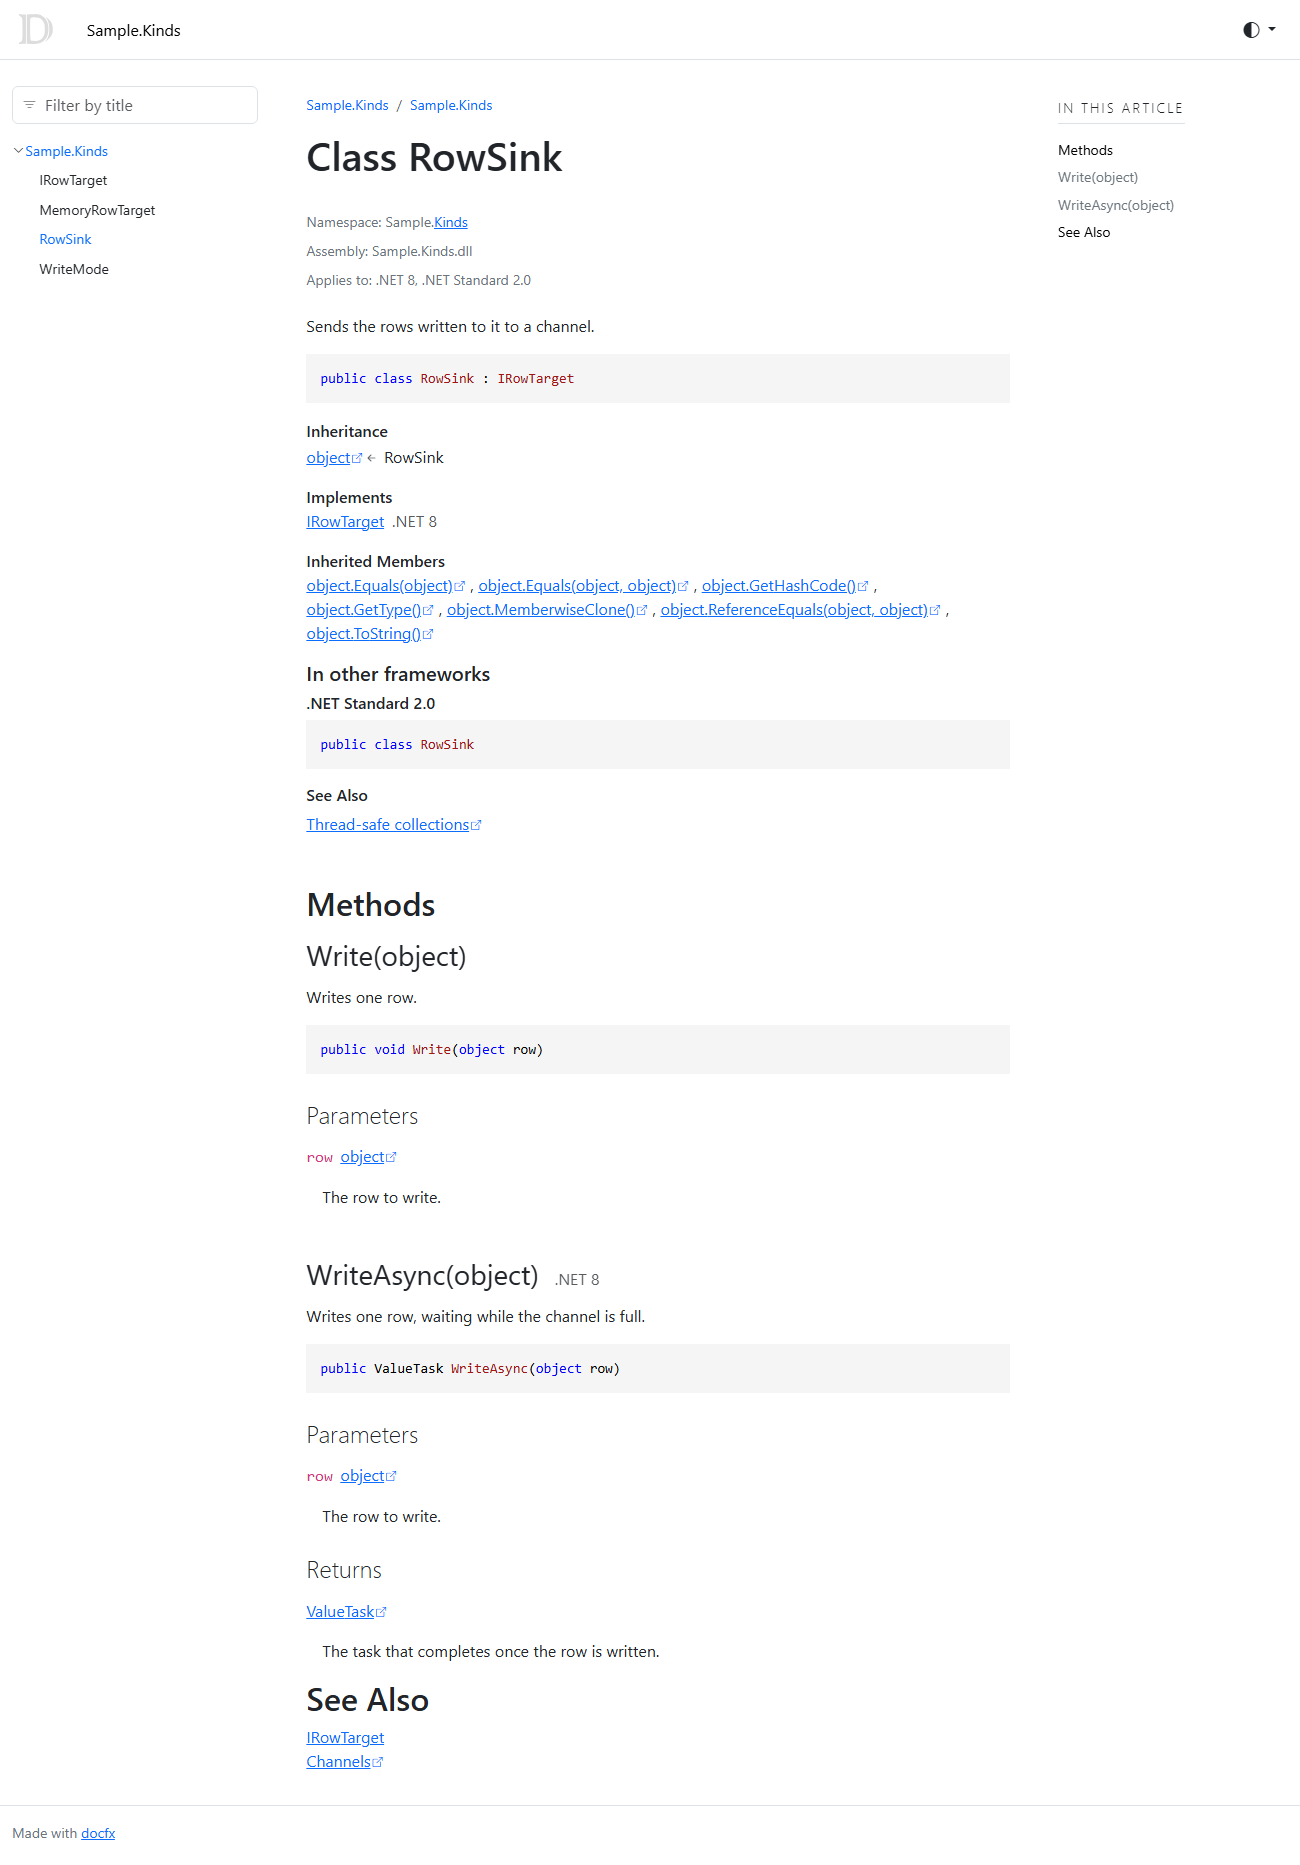 Sample.Kinds
Filter by title
Sample.Kinds
IRowTarget
MemoryRowTarget
RowSink
WriteMode
Sample.Kinds / Sample.Kinds
Class RowSink
Namespace: Sample.Kinds
Assembly: Sample.Kinds.dll
Applies to: .NET 8, .NET Standard 2.0
Sends the rows written to it to a channel.
public class RowSink : IRowTarget
Inheritance
object ← RowSink
Implements
IRowTarget .NET 8
Inherited Members
object.Equals(object) , object.Equals(object, object) , object.GetHashCode() ,
object.GetType() , object.MemberwiseClone() , object.ReferenceEquals(object, object) ,
object.ToString()
In other frameworks
.NET Standard 2.0
public class RowSink
See Also
Thread-safe collections
Methods
Write(object)
Writes one row.
public void Write(object row)
Parameters
row object
The row to write.
WriteAsync(object) .NET 8
Writes one row, waiting while the channel is full.
public ValueTask WriteAsync(object row)
Parameters
row object
The row to write.
Returns
ValueTask
The task that completes once the row is written.
See Also
IRowTarget
Channels
IN THIS ARTICLE
Methods
Write(object)
WriteAsync(object)
See Also
Made with docfx